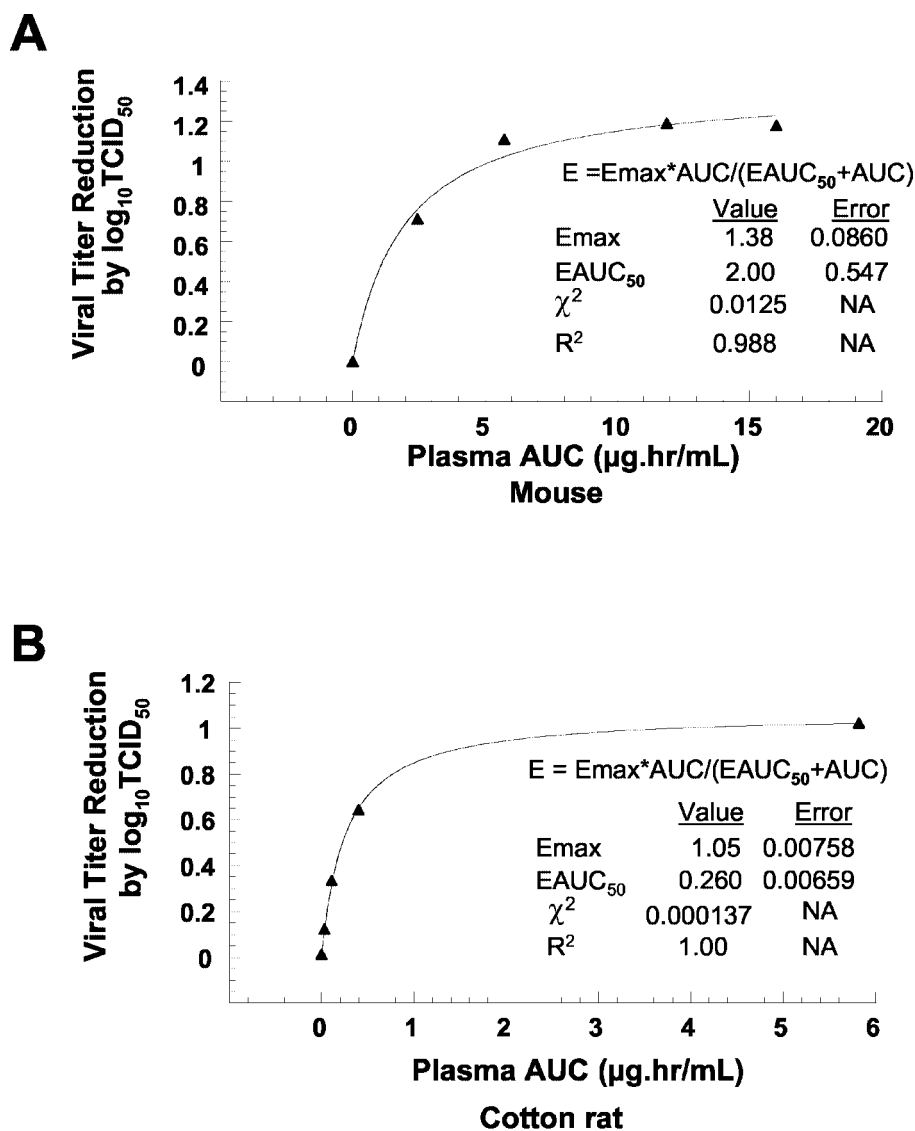 A
Viral Titer Reduction
by log₁₀TCID₅₀
1.4
1.2
1
0.8
0.6
0.4
0.2
0
E =Emax*AUC/(EAUC₅₀+AUC)
Value Error
Emax 1.38 0.0860
EAUC₅₀ 2.00 0.547
χ² 0.0125 NA
R² 0.988 NA
0 5 10 15 20
Plasma AUC (µg.hr/mL)
Mouse
B
Viral Titer Reduction
by log₁₀TCID₅₀
1.2
1
0.8
0.6
0.4
0.2
0
E = Emax*AUC/(EAUC₅₀+AUC)
Value Error
Emax 1.05 0.00758
EAUC₅₀ 0.260 0.00659
χ² 0.000137 NA
R² 1.00 NA
0 1 2 3 4 5 6
Plasma AUC (µg.hr/mL)
Cotton rat